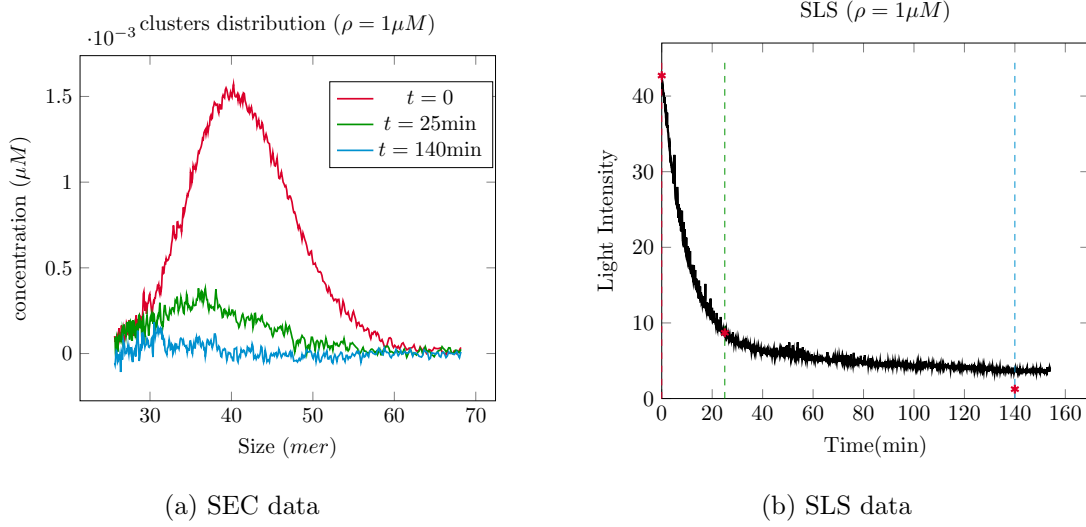 clusters distribution (ρ = 1μM)
·10⁻³
1.5
1
0.5
0
30
40
50
60
70
concentration (μM)
Size (mer)
t = 0
t = 25min
t = 140min
(a) SEC data
SLS (ρ = 1μM)
40
30
20
10
0
0
20
40
60
80
100
120
140
160
Light Intensity
Time(min)
(b) SLS data